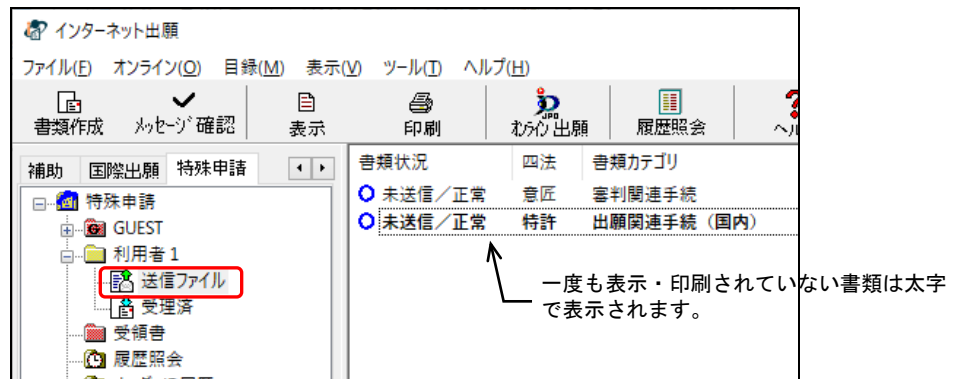 インターネット出願
ファイル(F) オンライン(O) 目録(M) 表示(V) ツール(T) ヘルプ(H)
書類作成 メッセージ確認 表示 印刷 オンライン出願 履歴照会
JPO
補助 国際出願 特殊申請
書類状況 四法 書類カテゴリ
未送信／正常 意匠 審判関連手続
未送信／正常 特許 出願関連手続（国内）
特殊申請
GUEST
利用者１
送信ファイル
受理済
受領書
履歴照会
一度も表示・印刷されていない書類は太字
で表示されます。